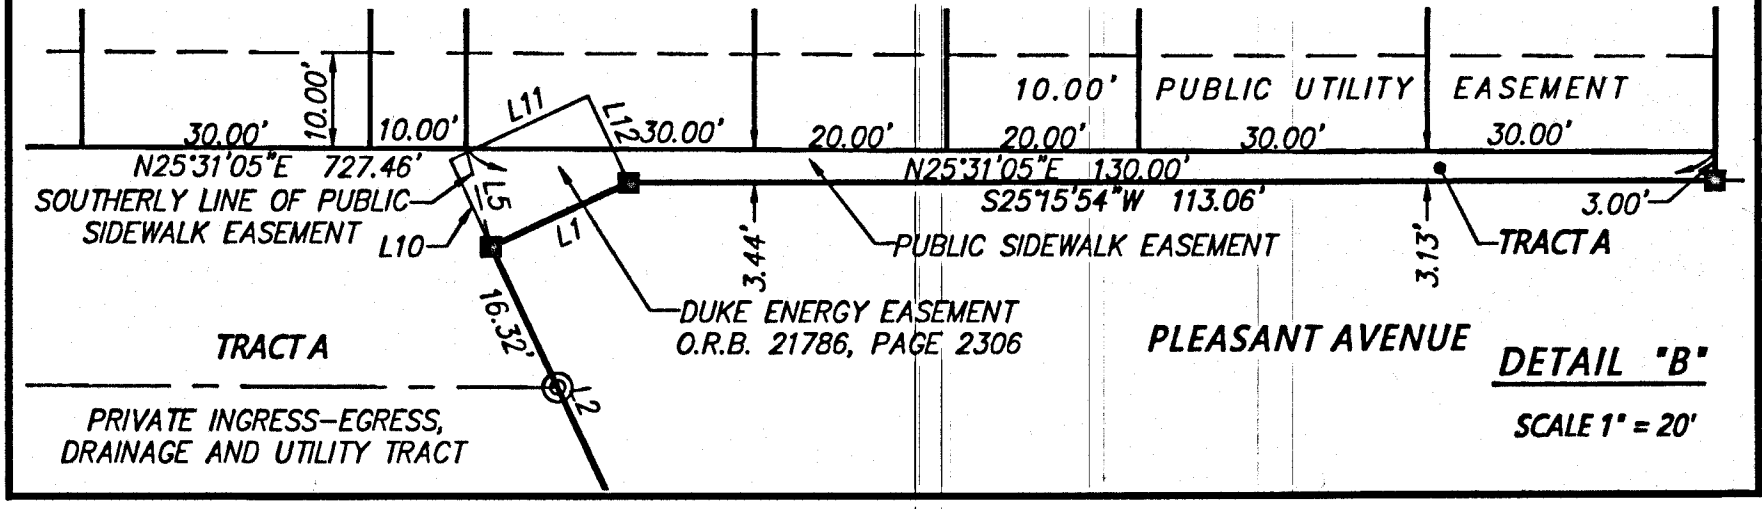 10.00' PUBLIC UTILITY EASEMENT
10.00'
L11
L12
30.00'
10.00'
30.00'
20.00'
20.00'
30.00'
30.00'
N25°31'05"E 727.46'
N25°31'05"E 130.00'
S25°15'54"W 113.06'
3.00'
SOUTHERLY LINE OF PUBLIC
SIDEWALK EASEMENT
L5
L10
L1
3.44'
PUBLIC SIDEWALK EASEMENT
3.13'
TRACT A
16.32'
DUKE ENERGY EASEMENT
O.R.B. 21786, PAGE 2306
TRACT A
PLEASANT AVENUE
DETAIL "B"
SCALE 1" = 20'
L2
PRIVATE INGRESS-EGRESS,
DRAINAGE AND UTILITY TRACT